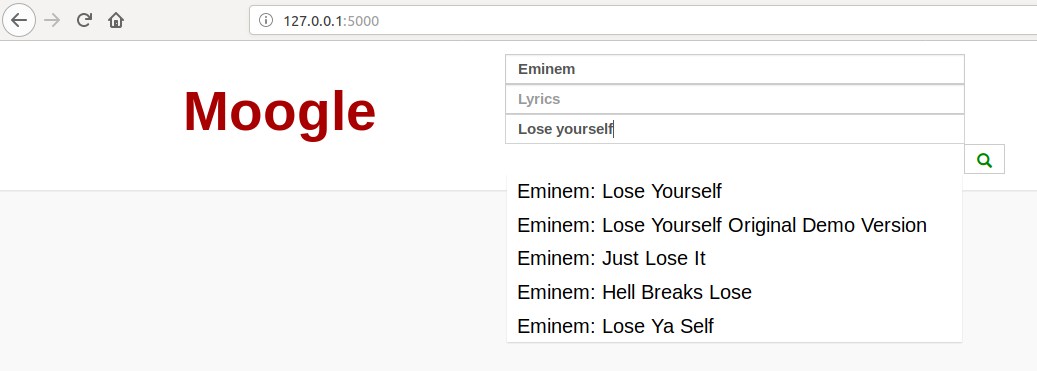 127.0.0.1:5000
Moogle
Eminem
Lyrics
Lose yourself
Eminem: Lose Yourself
Eminem: Lose Yourself Original Demo Version
Eminem: Just Lose It
Eminem: Hell Breaks Lose
Eminem: Lose Ya Self